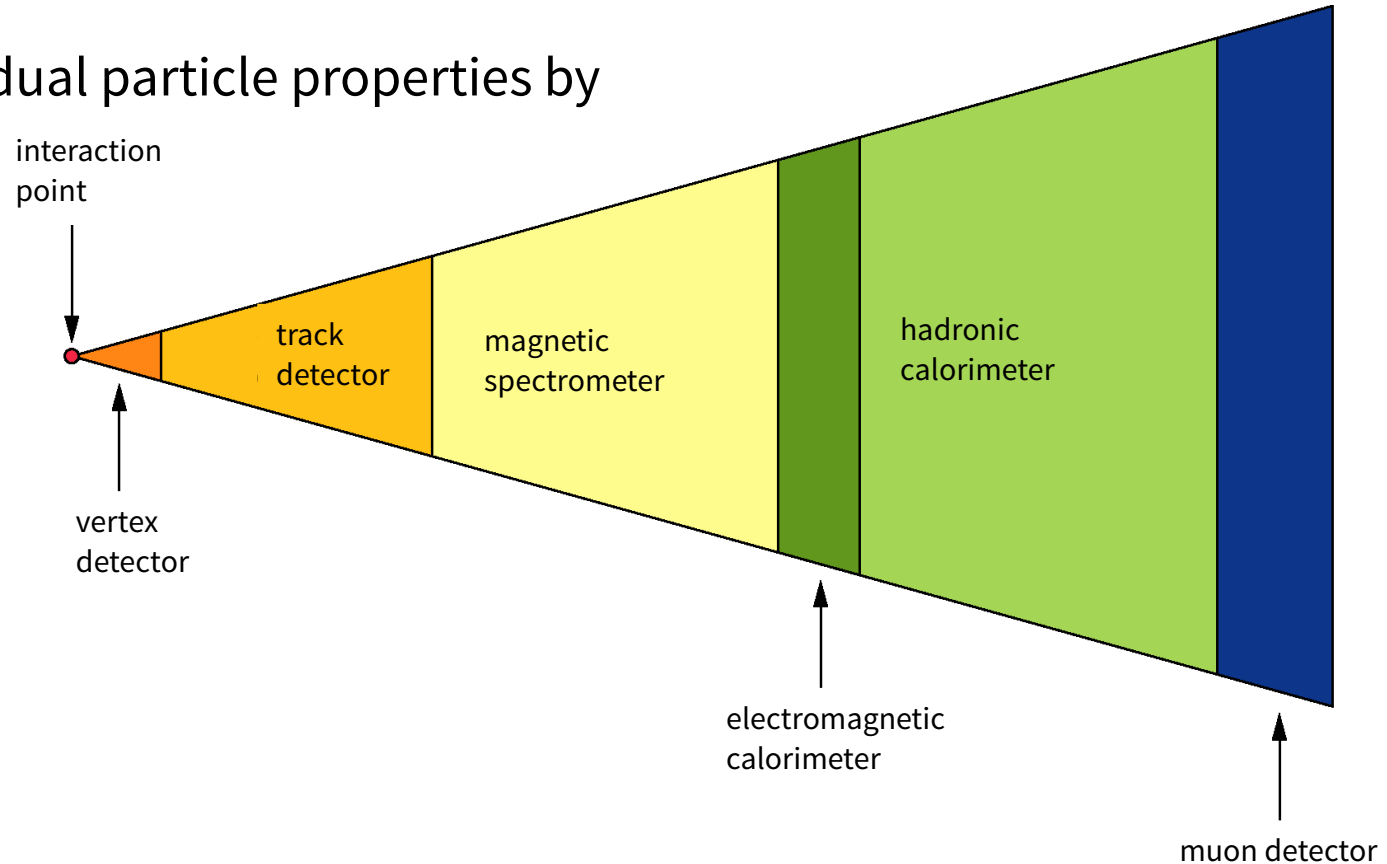 dual particle properties by
interaction
point
track
detector
magnetic
spectrometer
hadronic
calorimeter
vertex
detector
electromagnetic
calorimeter
muon detector